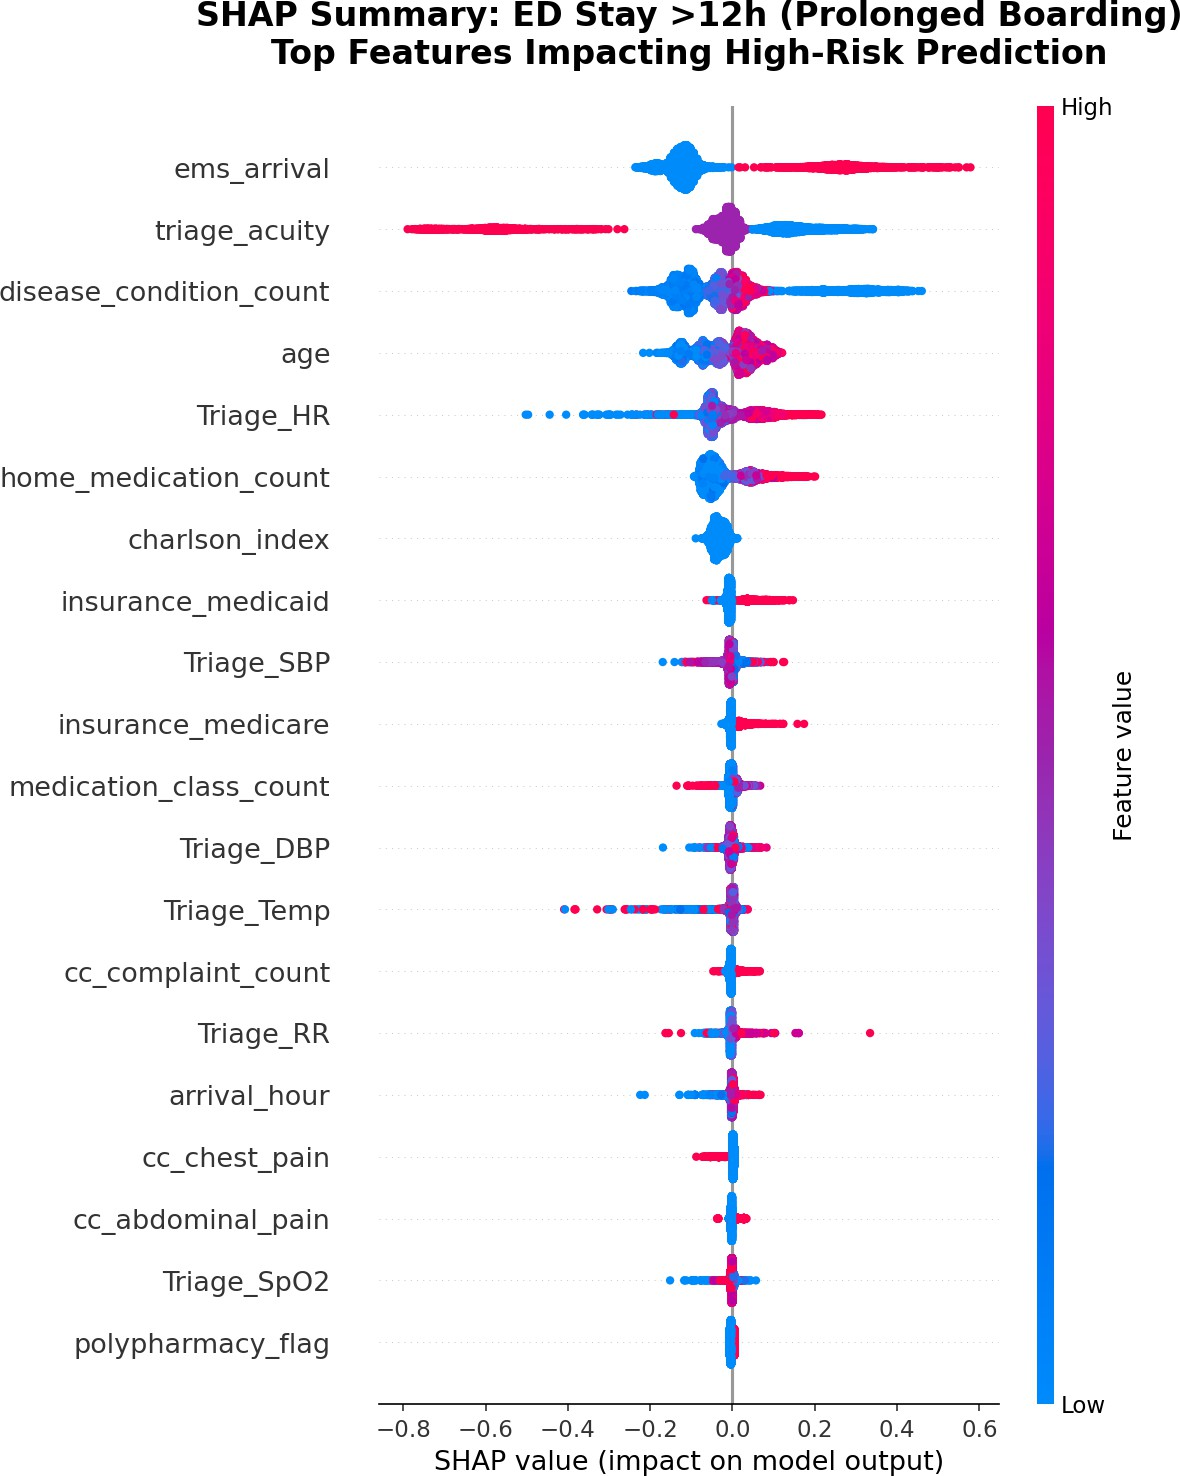 SHAP Summary: ED Stay >12h (Prolonged Boarding)
Top Features Impacting High-Risk Prediction
High
ems_arrival
triage_acuity
disease_condition_count
age
Triage_HR
home_medication_count
charlson_index
insurance_medicaid
Triage_SBP
insurance_medicare
medication_class_count
Triage_DBP
Triage_Temp
cc_complaint_count
Triage_RR
arrival_hour
cc_chest_pain
cc_abdominal_pain
Triage_SpO2
polypharmacy_flag
Feature value
Low
−0.8 −0.6 −0.4 −0.2 0.0 0.2 0.4 0.6
SHAP value (impact on model output)